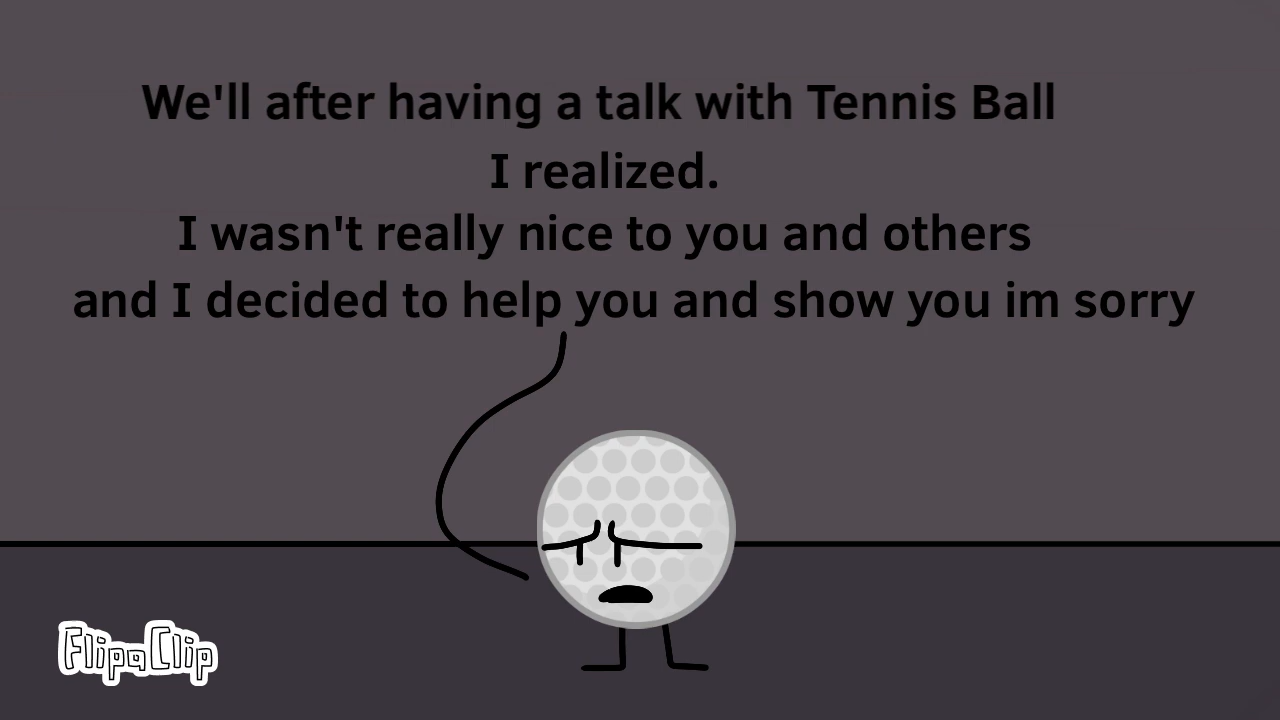 We'll after having a talk with Tennis Ball
I realized.
I wasn't really nice to you and others
and I decided to help you and show you im sorry
FlipaClip